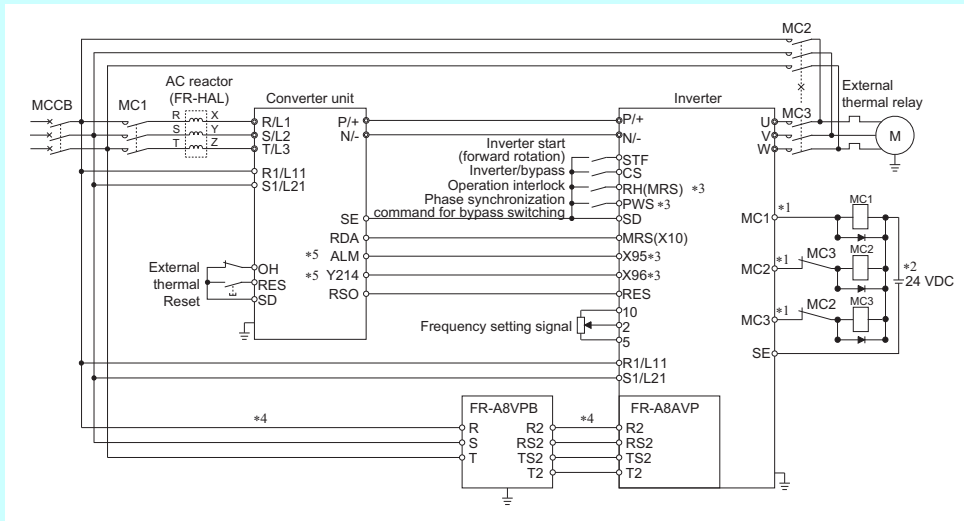 MC2
AC reactor
(FR-HAL)
External
thermal relay
MCCB
MC1
R X
S Y
T Z
Converter unit
R/L1
S/L2
T/L3
R1/L11
S1/L21
P/+
N/-
Inverter
P/+
N/-
U
V
W
MC3
M
Inverter start
(forward rotation)
Inverter/bypass
Operation interlock
Phase synchronization
command for bypass switching
STF
CS
RH(MRS) *3
PWS *3
SE
SD
RDA
MRS(X10)
*5 ALM
X95*3
*5 Y214
X96*3
RSO
RES
External
thermal
Reset
OH
RES
SD
Frequency setting signal
10
2
5
R1/L11
S1/L21
MC1
*1
MC1
MC2
*1
MC3
MC2
*2
24 VDC
MC3
*1
MC2
MC3
SE
FR-A8VPB
FR-A8AVP
*4
R
S
T
R2
RS2
TS2
T2
*4
R2
RS2
TS2
T2